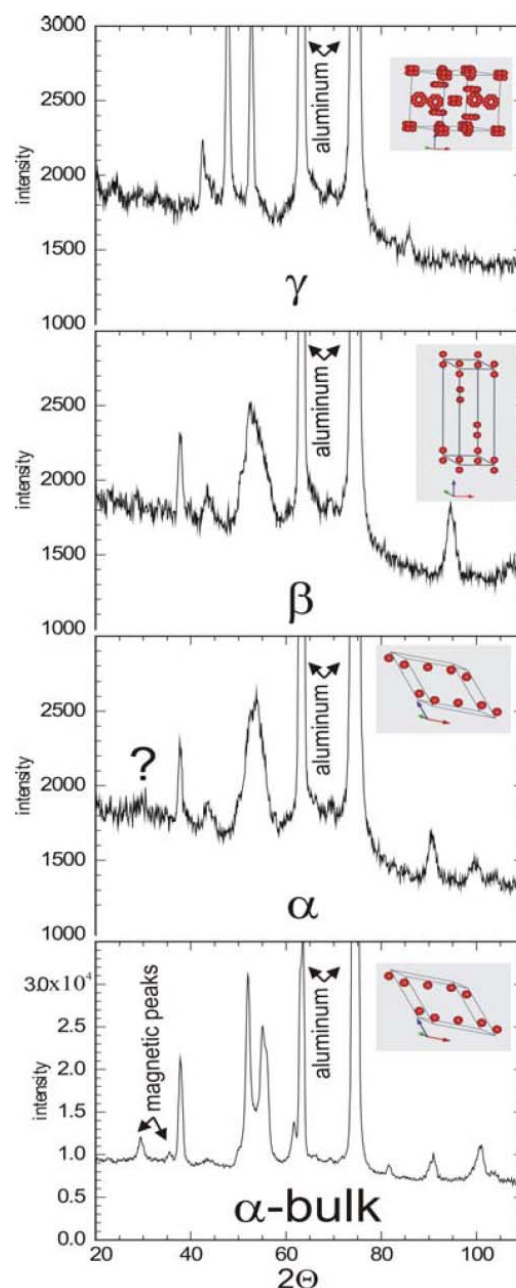 3000
2500
2000
1500
1000
intensity
aluminum
γ
2500
2000
1500
1000
intensity
aluminum
β
2500
2000
1500
1000
intensity
aluminum
?
α
3.0x10⁴
2.5
2.0
1.5
1.0
0.5
0.0
intensity
magnetic peaks
aluminum
α-bulk
20 40 60 80 100
2Θ